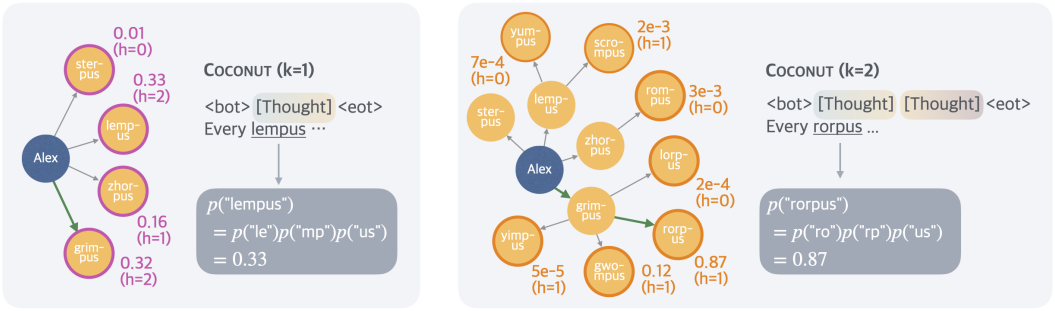 0.01
(h=0)
ster-
pus
0.33
(h=2)
lemp-
us
Alex
zhor-
pus
0.16
(h=1)
grim-
pus
0.32
(h=2)
COCONUT (k=1)
<bot> [Thought] <eot>
Every lempus ...
p("lempus")
= p("le")p("mp")p("us")
= 0.33
yum-
pus
scro-
mpus
2e-3
(h=1)
7e-4
(h=0)
ster-
pus
lemp-
us
rom-
pus
3e-3
(h=0)
zhor-
pus
Alex
lorp-
us
2e-4
(h=0)
grim-
pus
yimp-
us
5e-5
(h=1)
gwo-
mpus
0.12
(h=1)
rorp-
us
0.87
(h=1)
COCONUT (k=2)
<bot> [Thought] [Thought] <eot>
Every rorpus ...
p("rorpus")
= p("ro")p("rp")p("us")
= 0.87